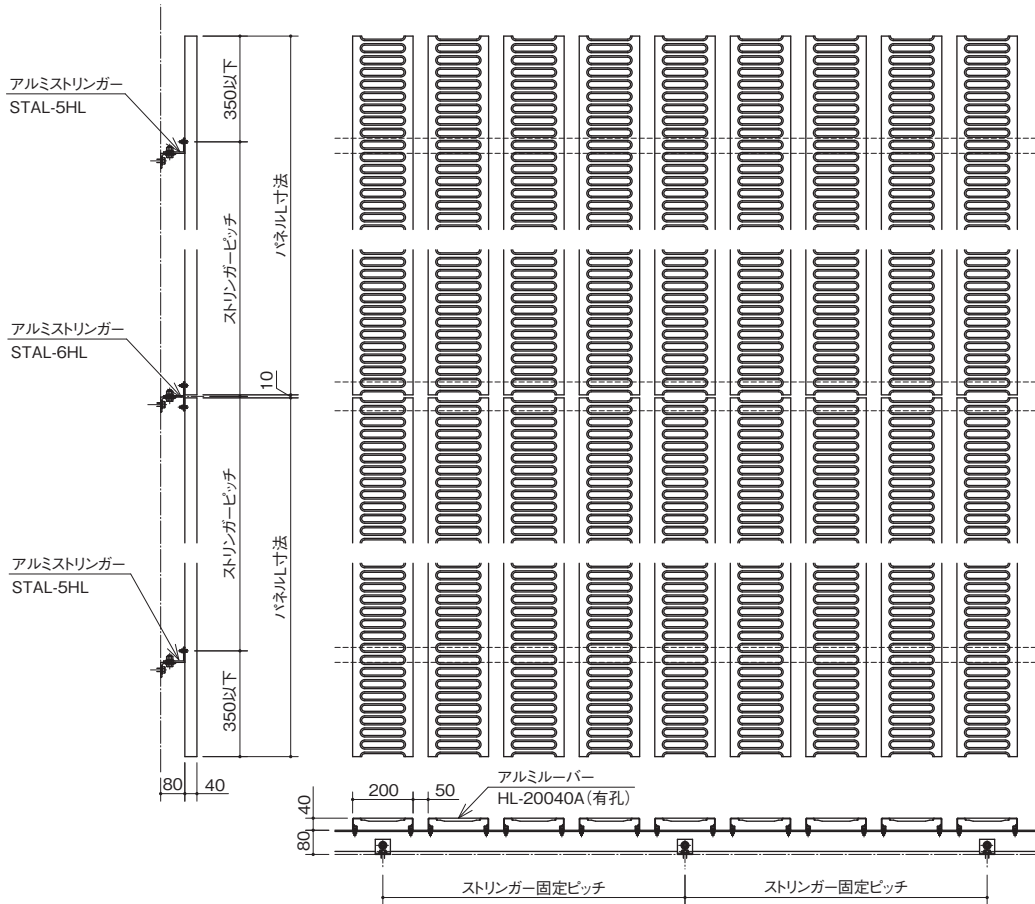 アルミストリンガー
STAL-5HL
350以下
パネルL寸法
ストリンガーピッチ
アルミストリンガー
STAL-6HL
10
ストリンガーピッチ
パネルL寸法
アルミストリンガー
STAL-5HL
350以下
80
40
200
50
アルミルーバー
HL-20040A(有孔)
40
80
ストリンガー固定ピッチ
ストリンガー固定ピッチ